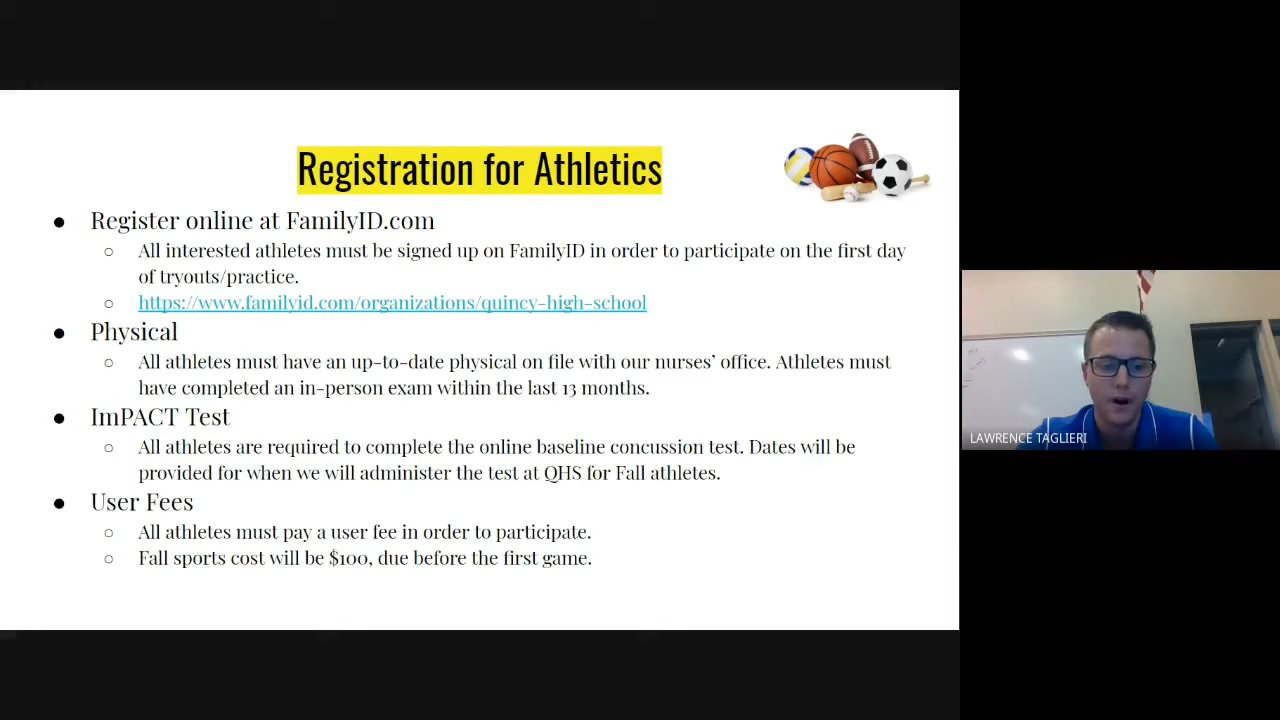 Registration for Athletics
● Register online at FamilyID.com
○ All interested athletes must be signed up on FamilyID in order to participate on the first day
of tryouts/practice.
○ https://www.familyid.com/organizations/quincy-high-school
● Physical
○ All athletes must have an up-to-date physical on file with our nurses’ office. Athletes must
have completed an in-person exam within the last 13 months.
● ImPACT Test
○ All athletes are required to complete the online baseline concussion test. Dates will be
provided for when we will administer the test at QHS for Fall athletes.
● User Fees
○ All athletes must pay a user fee in order to participate.
○ Fall sports cost will be $100, due before the first game.
LAWRENCE TAGLIERI